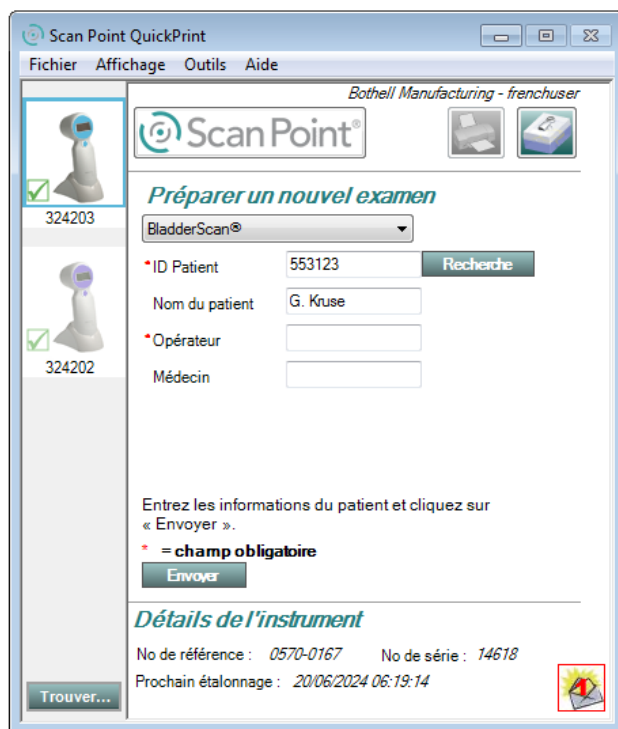 Scan Point QuickPrint
Fichier Affichage Outils Aide
Bothell Manufacturing - frenchuser
Scan Point®
Préparer un nouvel examen
324203
BladderScan®
*ID Patient 553123 Recherche
Nom du patient G. Kruse
*Opérateur
324202
Médecin
Entrez les informations du patient et cliquez sur
« Envoyer ».
* = champ obligatoire
Envoyer
Détails de l'instrument
No de référence : 0570-0167 No de série : 14618
Prochain étalonnage : 20/06/2024 06:19:14
Trouver...